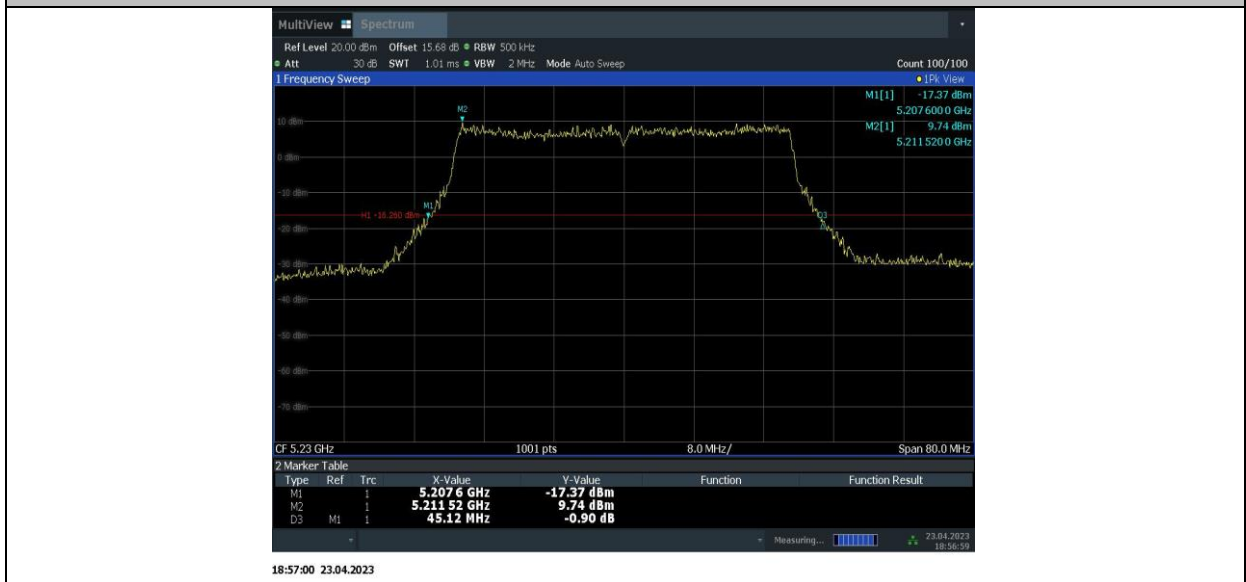 MultiView Spectrum
Ref Level 20.00 dBm Offset 15.68 dB RBW 500 kHz
Att 30 dB SWT 1.01 ms VBW 2 MHz Mode Auto Sweep Count 100/100
1 Frequency Sweep 1Pk View
M1[1] -17.37 dBm
5.207 600 0 GHz
M2
10 dBm
M2[1] 9.74 dBm
5.211 520 0 GHz
0 dBm
-10 dBm
M1
H1 -16.260 dBm
D3
-20 dBm
-30 dBm
-40 dBm
-50 dBm
-60 dBm
-70 dBm
CF 5.23 GHz 1001 pts 8.0 MHz/ Span 80.0 MHz
2 Marker Table
Type Ref Trc X-Value Y-Value Function Function Result
M1 1 5.207 6 GHz -17.37 dBm
M2 1 5.211 52 GHz 9.74 dBm
D3 M1 1 45.12 MHz -0.90 dB
Measuring... 23.04.2023
18:56:59
18:57:00 23.04.2023